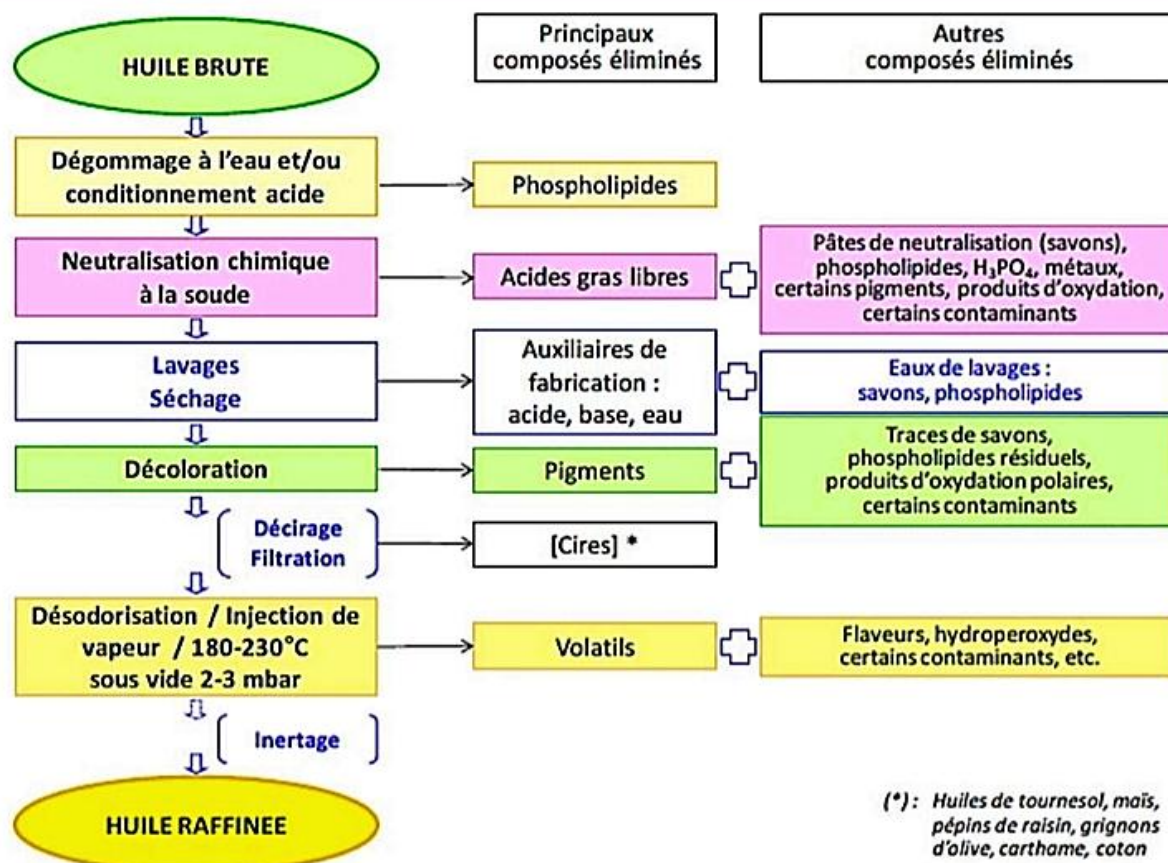 HUILE BRUTE
Principaux
composés éliminés
Autres
composés éliminés
Dégommage à l'eau et/ou
conditionnement acide
Phospholipides
Neutralisation chimique
à la soude
Acides gras libres
Pâtes de neutralisation (savons),
phospholipides, H₃PO₄, métaux,
certains pigments, produits d'oxydation,
certains contaminants
Lavages
Séchage
Auxiliaires de
fabrication :
acide, base, eau
Eaux de lavages :
savons, phospholipides
Décoloration
Pigments
Traces de savons,
phospholipides résiduels,
produits d'oxydation polaires,
certains contaminants
Décirage
Filtration
[Cires] *
Désodorisation / Injection de
vapeur / 180-230°C
sous vide 2-3 mbar
Volatils
Flaveurs, hydroperoxydes,
certains contaminants, etc.
Inertage
HUILE RAFFINEE
(*) : Huiles de tournesol, maïs,
pépins de raisin, grignons
d'olive, carthame, coton